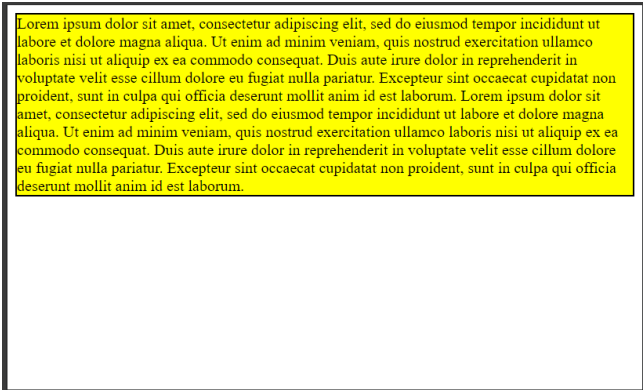 Lorem ipsum dolor sit amet, consectetur adipiscing elit, sed do eiusmod tempor incididunt ut
labore et dolore magna aliqua. Ut enim ad minim veniam, quis nostrud exercitation ullamco
laboris nisi ut aliquip ex ea commodo consequat. Duis aute irure dolor in reprehenderit in
voluptate velit esse cillum dolore eu fugiat nulla pariatur. Excepteur sint occaecat cupidatat non
proident, sunt in culpa qui officia deserunt mollit anim id est laborum. Lorem ipsum dolor sit
amet, consectetur adipiscing elit, sed do eiusmod tempor incididunt ut labore et dolore magna
aliqua. Ut enim ad minim veniam, quis nostrud exercitation ullamco laboris nisi ut aliquip ex ea
commodo consequat. Duis aute irure dolor in reprehenderit in voluptate velit esse cillum dolore
eu fugiat nulla pariatur. Excepteur sint occaecat cupidatat non proident, sunt in culpa qui officia
deserunt mollit anim id est laborum.